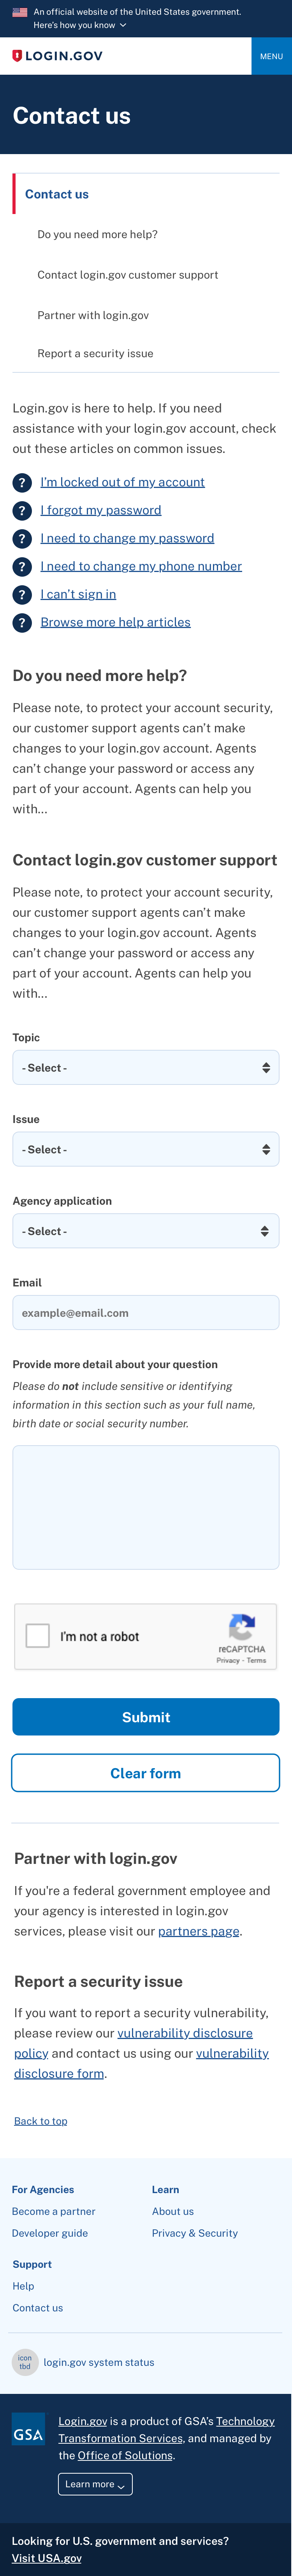 An official website of the United States government.
Here's how you know
LOGIN.GOV
MENU
Contact us
Contact us
Do you need more help?
Contact login.gov customer support
Partner with login.gov
Report a security issue
Login.gov is here to help. If you need
assistance with your login.gov account, check
out these articles on common issues.
? I'm locked out of my account
? I forgot my password
? I need to change my password
? I need to change my phone number
? I can't sign in
? Browse more help articles
Do you need more help?
Please note, to protect your account security,
our customer support agents can't make
changes to your login.gov account. Agents
can't change your password or access any
part of your account. Agents can help you
with...
Contact login.gov customer support
Please note, to protect your account security,
our customer support agents can't make
changes to your login.gov account. Agents
can't change your password or access any
part of your account. Agents can help you
with...
Topic
- Select -
Issue
- Select -
Agency application
- Select -
Email
example@email.com
Provide more detail about your question
Please do not include sensitive or identifying
information in this section such as your full name,
birth date or social security number.
I'm not a robot
reCAPTCHA
Privacy - Terms
Submit
Clear form
Partner with login.gov
If you're a federal government employee and
your agency is interested in login.gov
services, please visit our partners page.
Report a security issue
If you want to report a security vulnerability,
please review our vulnerability disclosure
policy and contact us using our vulnerability
disclosure form.
Back to top
For Agencies
Become a partner
Developer guide
Learn
About us
Privacy & Security
Support
Help
Contact us
icon
tbd
login.gov system status
GSA
Login.gov is a product of GSA's Technology
Transformation Services, and managed by
the Office of Solutions.
Learn more
Looking for U.S. government and services?
Visit USA.gov